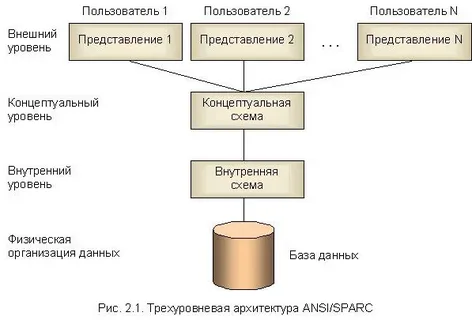 Пользователь 1 Пользователь 2 Пользователь N
Внешний уровень
Представление 1 Представление 2 ... Представление N
Концептуальный уровень
Концептуальная схема
Внутренний уровень
Внутренняя схема
Физическая организация данных
База данных
Рис. 2.1. Трехуровневая архитектура ANSI/SPARC